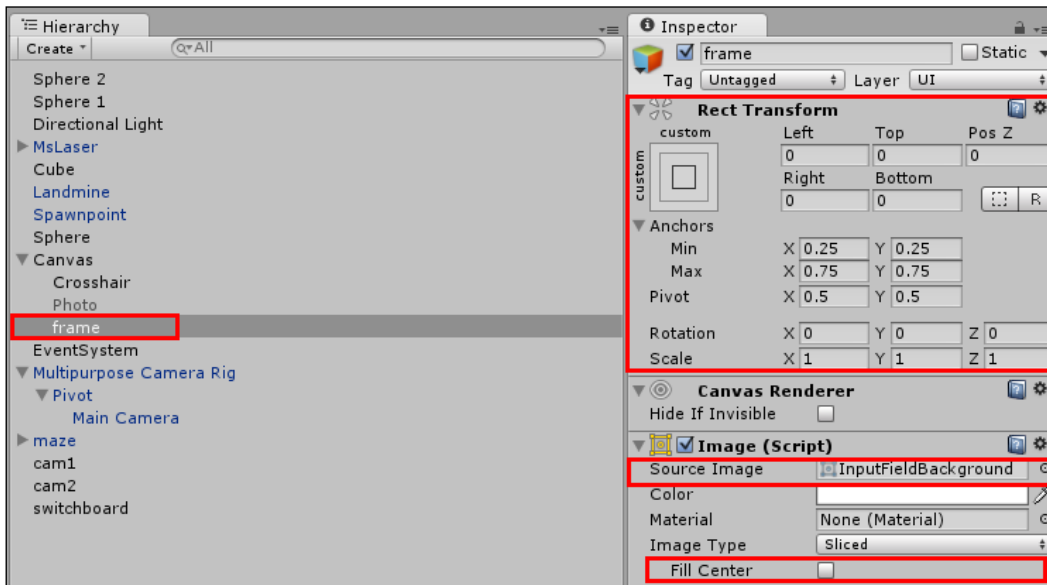 Hierarchy
Create
All
Sphere 2
Sphere 1
Directional Light
MsLaser
Cube
Landmine
Spawnpoint
Sphere
Canvas
Crosshair
Photo
frame
EventSystem
Multipurpose Camera Rig
Pivot
Main Camera
maze
cam1
cam2
switchboard
Inspector
frame Static
Tag Untagged Layer UI
Rect Transform
custom Left Top Pos Z
custom
0 0 0
Right Bottom
0 0 R
Anchors
Min X 0.25 Y 0.25
Max X 0.75 Y 0.75
Pivot X 0.5 Y 0.5
Rotation X 0 Y 0 Z 0
Scale X 1 Y 1 Z 1
Canvas Renderer
Hide If Invisible
Image (Script)
Source Image InputFieldBackground
Color
Material None (Material)
Image Type Sliced
Fill Center